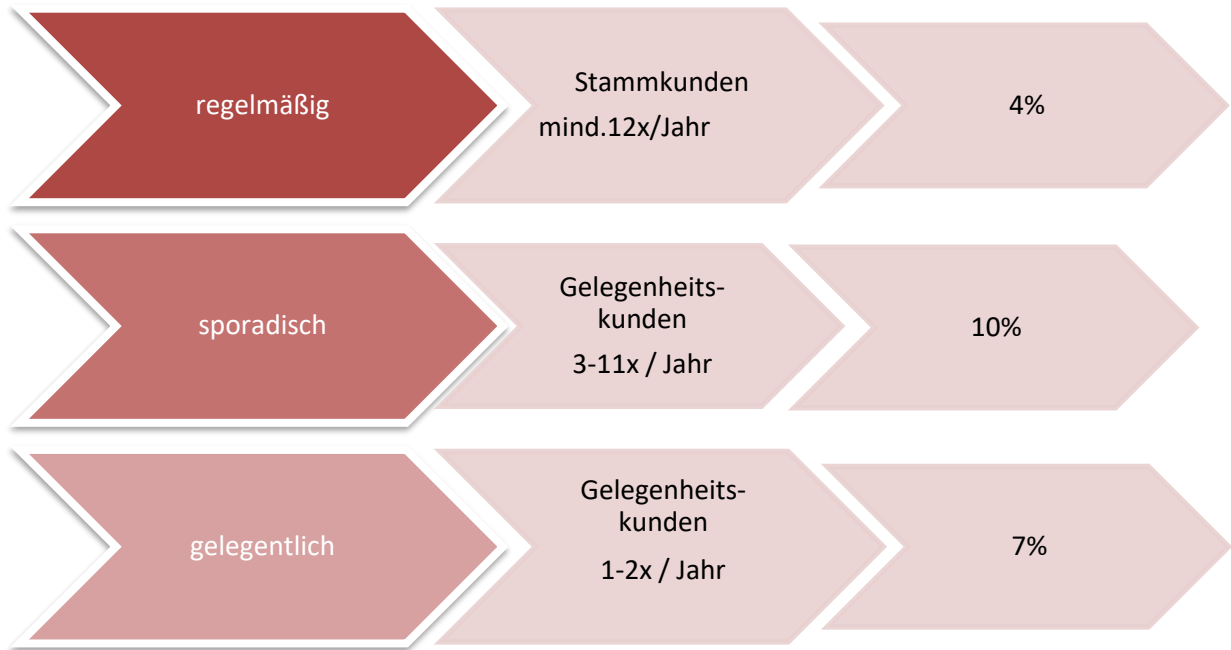 regelmäßig
Stammkunden
mind.12x/Jahr
4%
sporadisch
Gelegenheits-
kunden
3-11x / Jahr
10%
gelegentlich
Gelegenheits-
kunden
1-2x / Jahr
7%